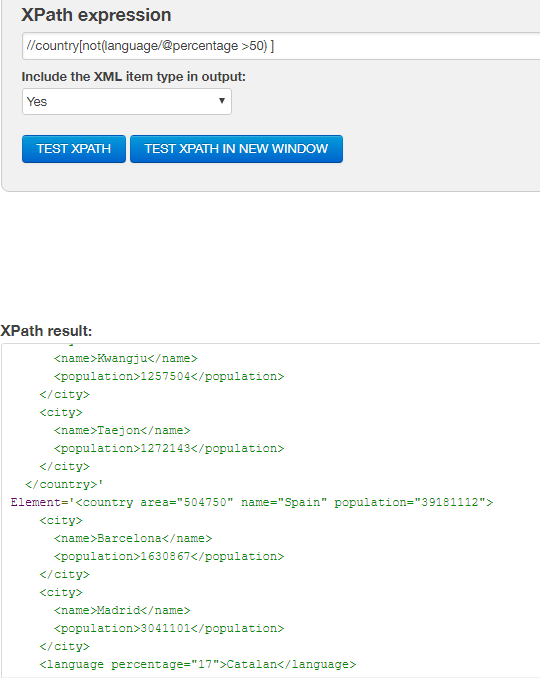 XPath expression
//country[not(language/@percentage >50) ]
Include the XML item type in output:
Yes
TEST XPATH TEST XPATH IN NEW WINDOW
XPath result:
<name>Kwangju</name>
<population>1257504</population>
</city>
<city>
<name>Taejon</name>
<population>1272143</population>
</city>
</country>'
Element='<country area="504750" name="Spain" population="39181112">
<city>
<name>Barcelona</name>
<population>1630867</population>
</city>
<city>
<name>Madrid</name>
<population>3041101</population>
</city>
<language percentage="17">Catalan</language>